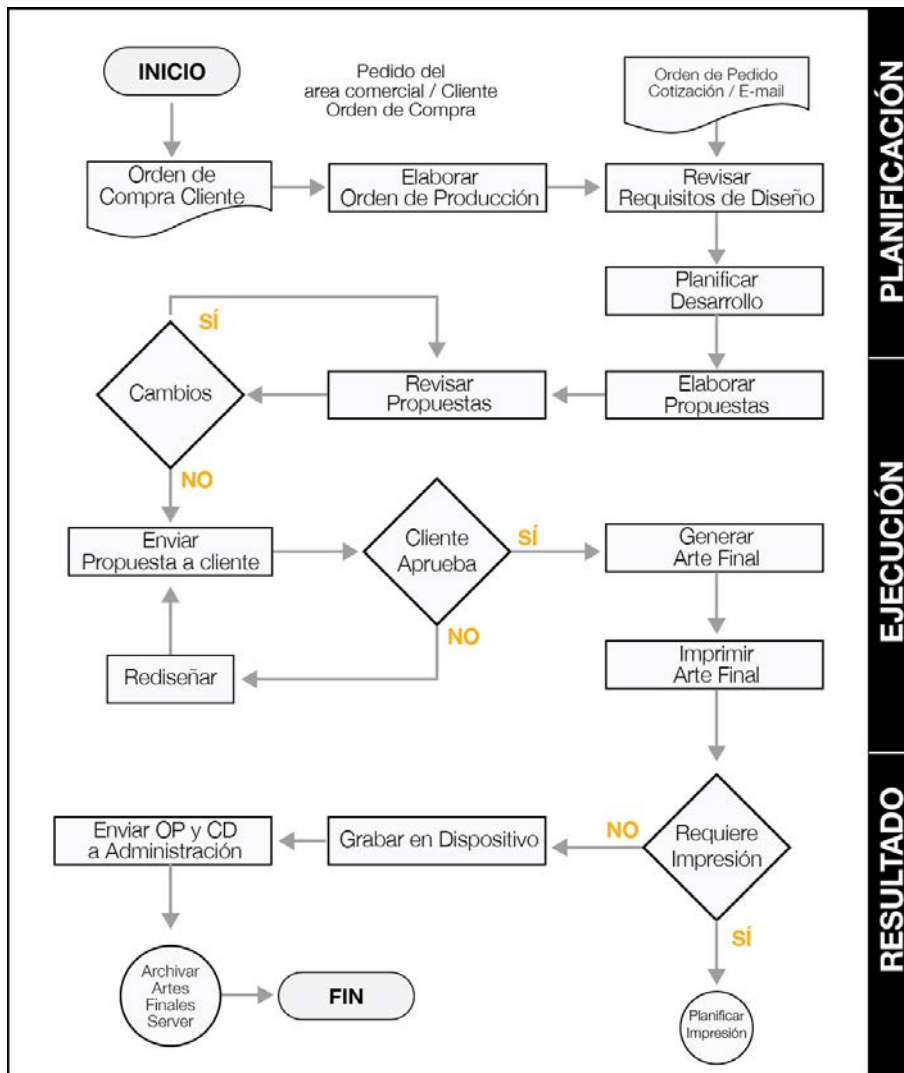 INICIO
Pedido del
area comercial / Cliente
Orden de Compra
Orden de Pedido
Cotización / E-mail
Orden de
Compra Cliente
Elaborar
Orden de Producción
Revisar
Requisitos de Diseño
Planificar
Desarrollo
SÍ
Cambios
Revisar
Propuestas
Elaborar
Propuestas
NO
Enviar
Propuesta a cliente
Cliente
Aprueba
SÍ
Generar
Arte Final
NO
Rediseñar
Imprimir
Arte Final
Enviar OP y CD
a Administración
Grabar en Dispositivo
NO
Requiere
Impresión
SÍ
Archivar
Artes
Finales
Server
FIN
Planificar
Impresión
PLANIFICACIÓN
EJECUCIÓN
RESULTADO